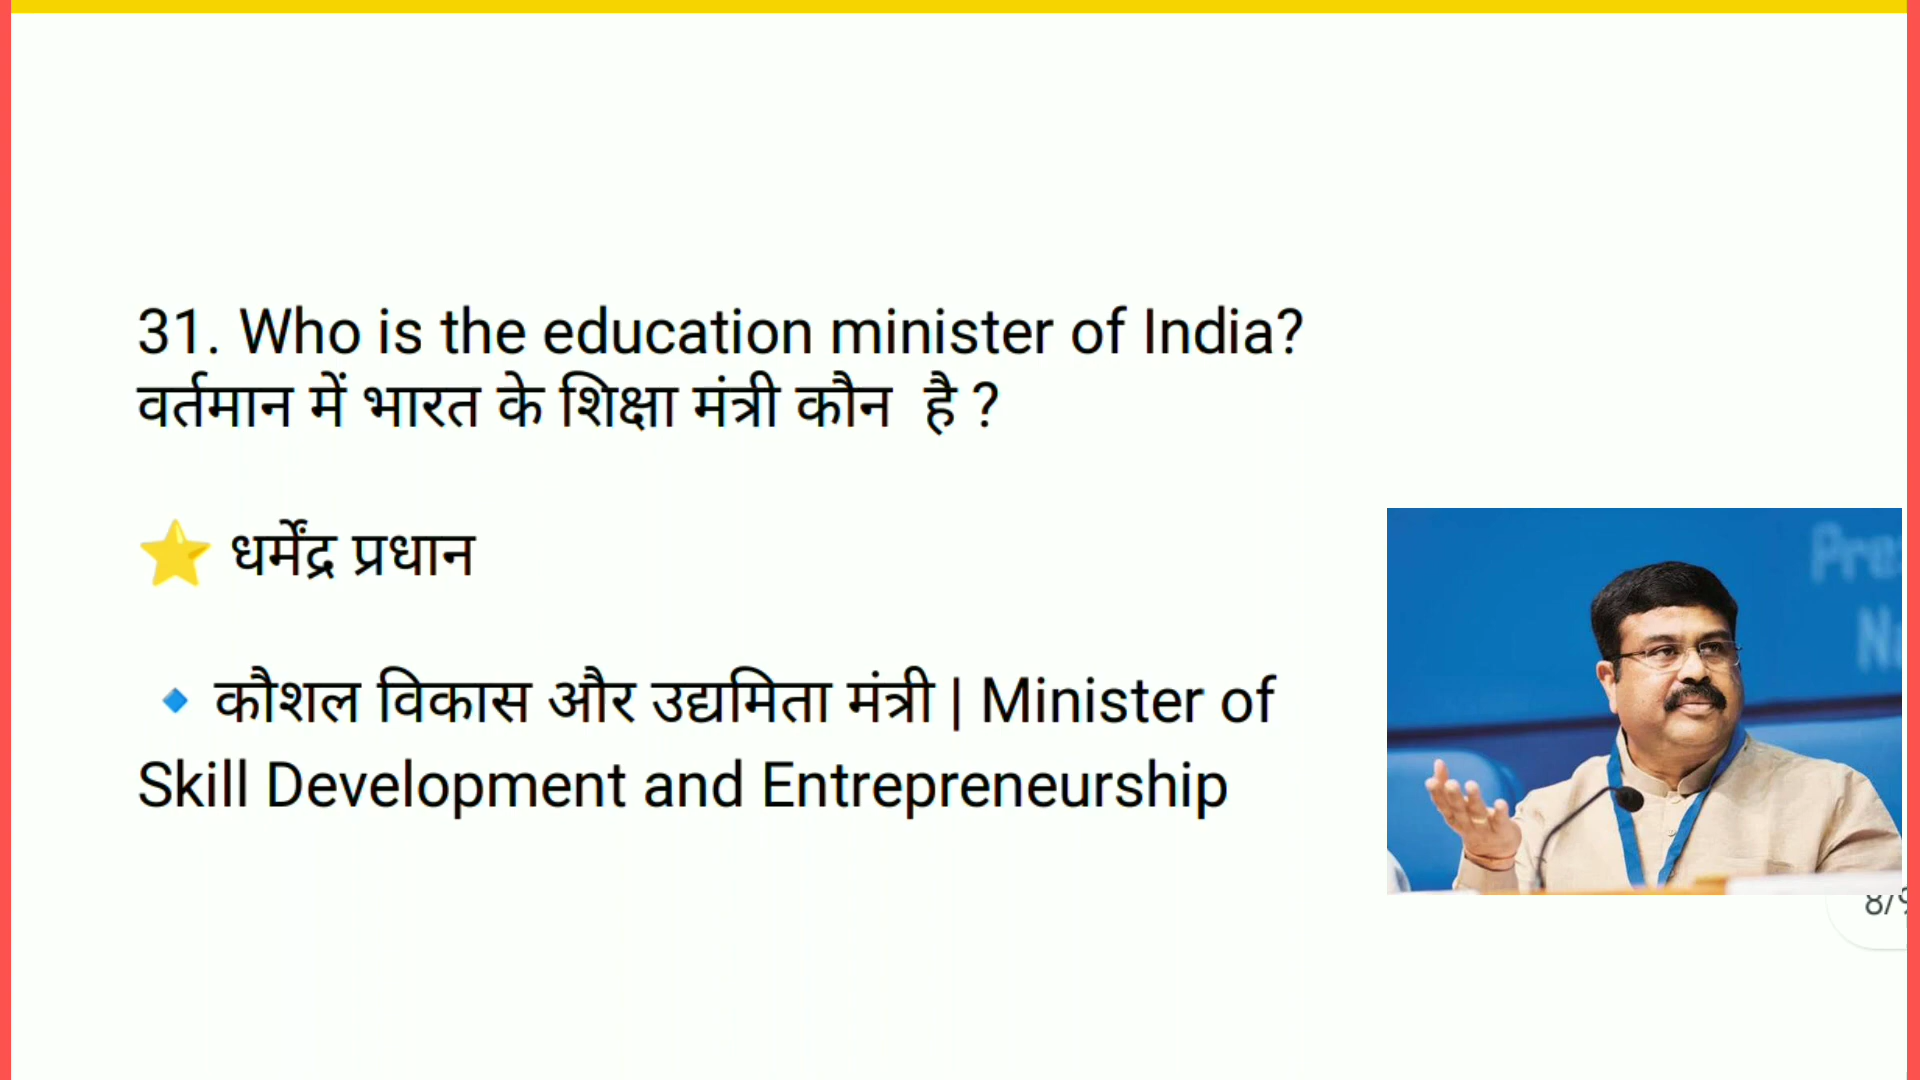 31. Who is the education minister of India?
वर्तमान में भारत के शिक्षा मंत्री कौन है ?
धर्मेंद्र प्रधान
कौशल विकास और उद्यमिता मंत्री | Minister of
Skill Development and Entrepreneurship